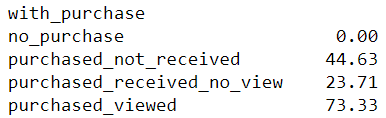 with_purchase
no_purchase 0.00
purchased_not_received 44.63
purchased_received_no_view 23.71
purchased_viewed 73.33